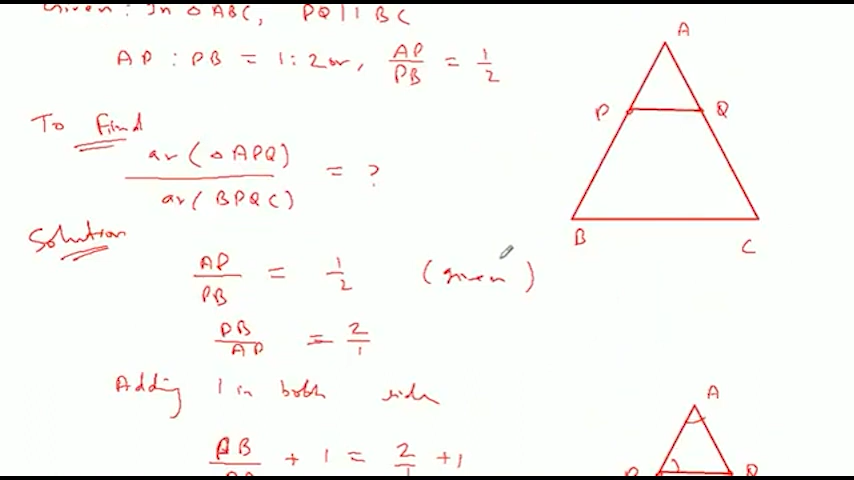 Given : In △ ABC, PQ || BC
AP : PB = 1 : 2 or, AP/PB = 1/2
To Find
ar (△ APQ) / ar (BPQC) = ?
Solution
AP/PB = 1/2 (given)
PB/AP = 2/1
Adding 1 in both side
PB + 1 = 2/1 + 1
A
P Q
B C
A
P Q